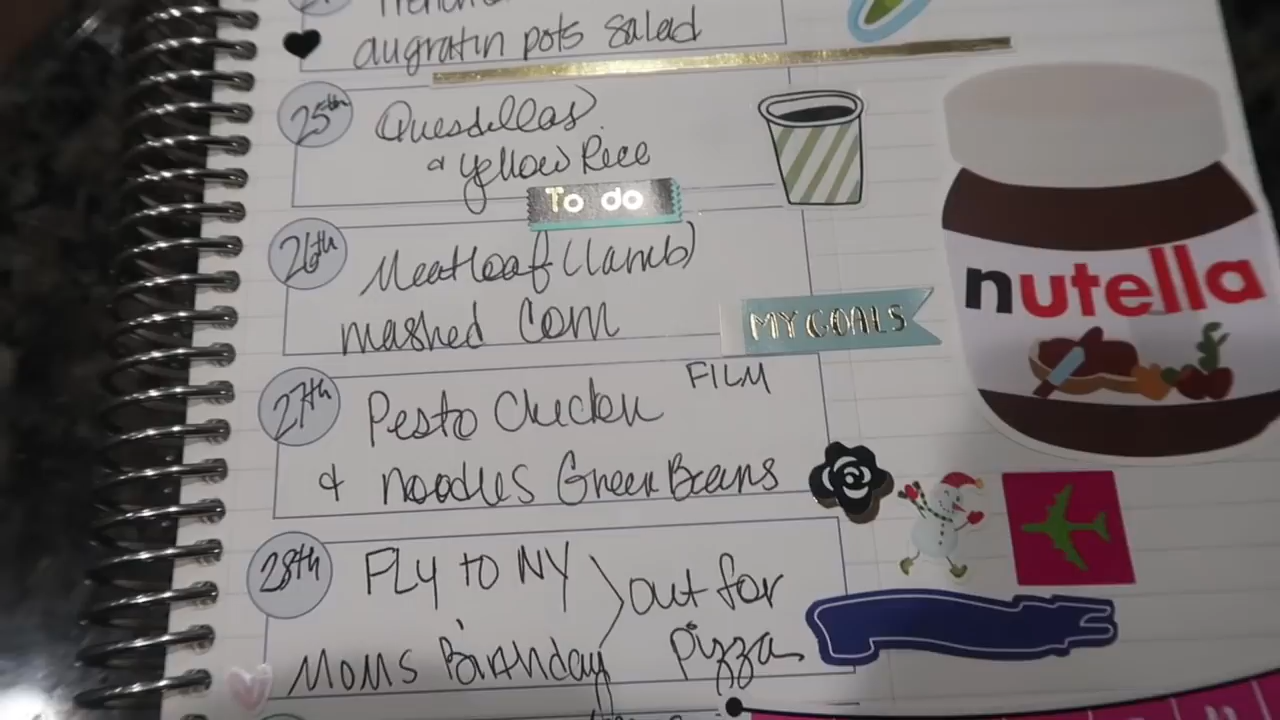 augratin pots salad
25th
Quesdillas
& yellow Rice
To do
26th
Meatloaf (lamb)
mashed Corn
MY GOALS
nutella
27th
Pesto Chicken FILM
& noodles Green Beans
28th
FLy to NY out for
Moms Birthday pizza